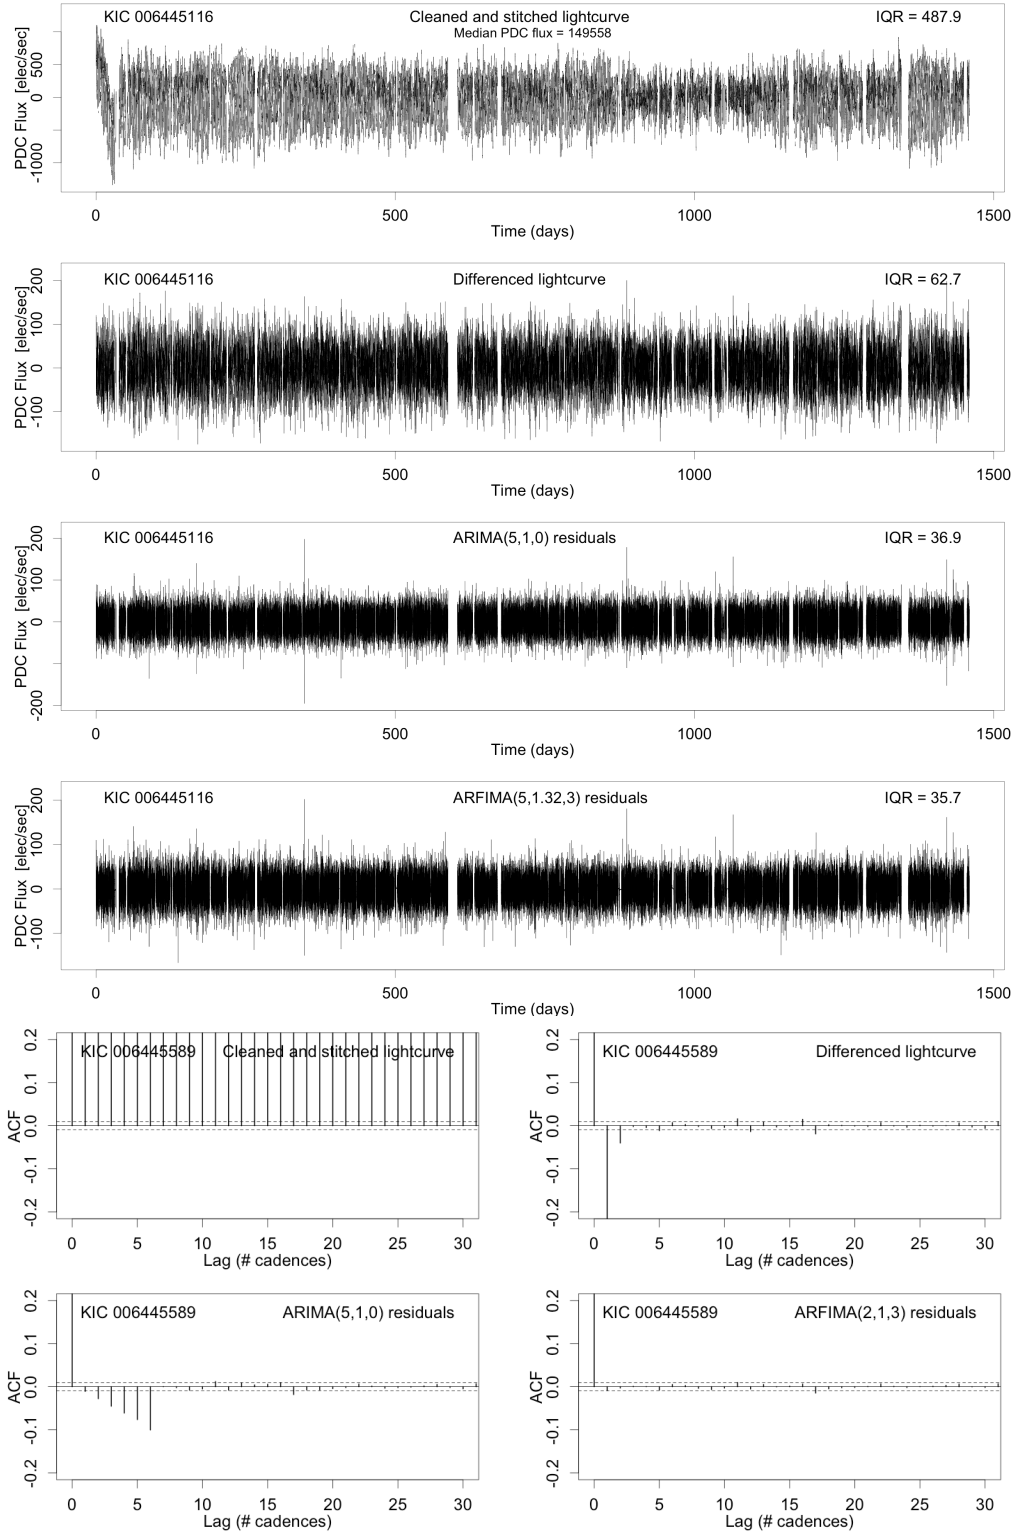 KIC 006445116 Cleaned and stitched lightcurve IQR = 487.9
Median PDC flux = 149558
PDC Flux [elec/sec]
500
0
-1000
0 500 1000 1500
Time (days)
KIC 006445116 Differenced lightcurve IQR = 62.7
PDC Flux [elec/sec]
200
100
0
-100
0 500 1000 1500
Time (days)
KIC 006445116 ARIMA(5,1,0) residuals IQR = 36.9
PDC Flux [elec/sec]
200
100
0
-200
0 500 1000 1500
Time (days)
KIC 006445116 ARFIMA(5,1.32,3) residuals IQR = 35.7
PDC Flux [elec/sec]
200
100
0
-100
0 500 1000 1500
Time (days)
KIC 006445589 Cleaned and stitched lightcurve
ACF
0.2
0.1
0.0
-0.1
-0.2
0 5 10 15 20 25 30
Lag (# cadences)
KIC 006445589 Differenced lightcurve
ACF
0.2
0.1
0.0
-0.1
-0.2
0 5 10 15 20 25 30
Lag (# cadences)
KIC 006445589 ARIMA(5,1,0) residuals
ACF
0.2
0.1
0.0
-0.1
-0.2
0 5 10 15 20 25 30
Lag (# cadences)
KIC 006445589 ARFIMA(2,1,3) residuals
ACF
0.2
0.1
0.0
-0.1
-0.2
0 5 10 15 20 25 30
Lag (# cadences)